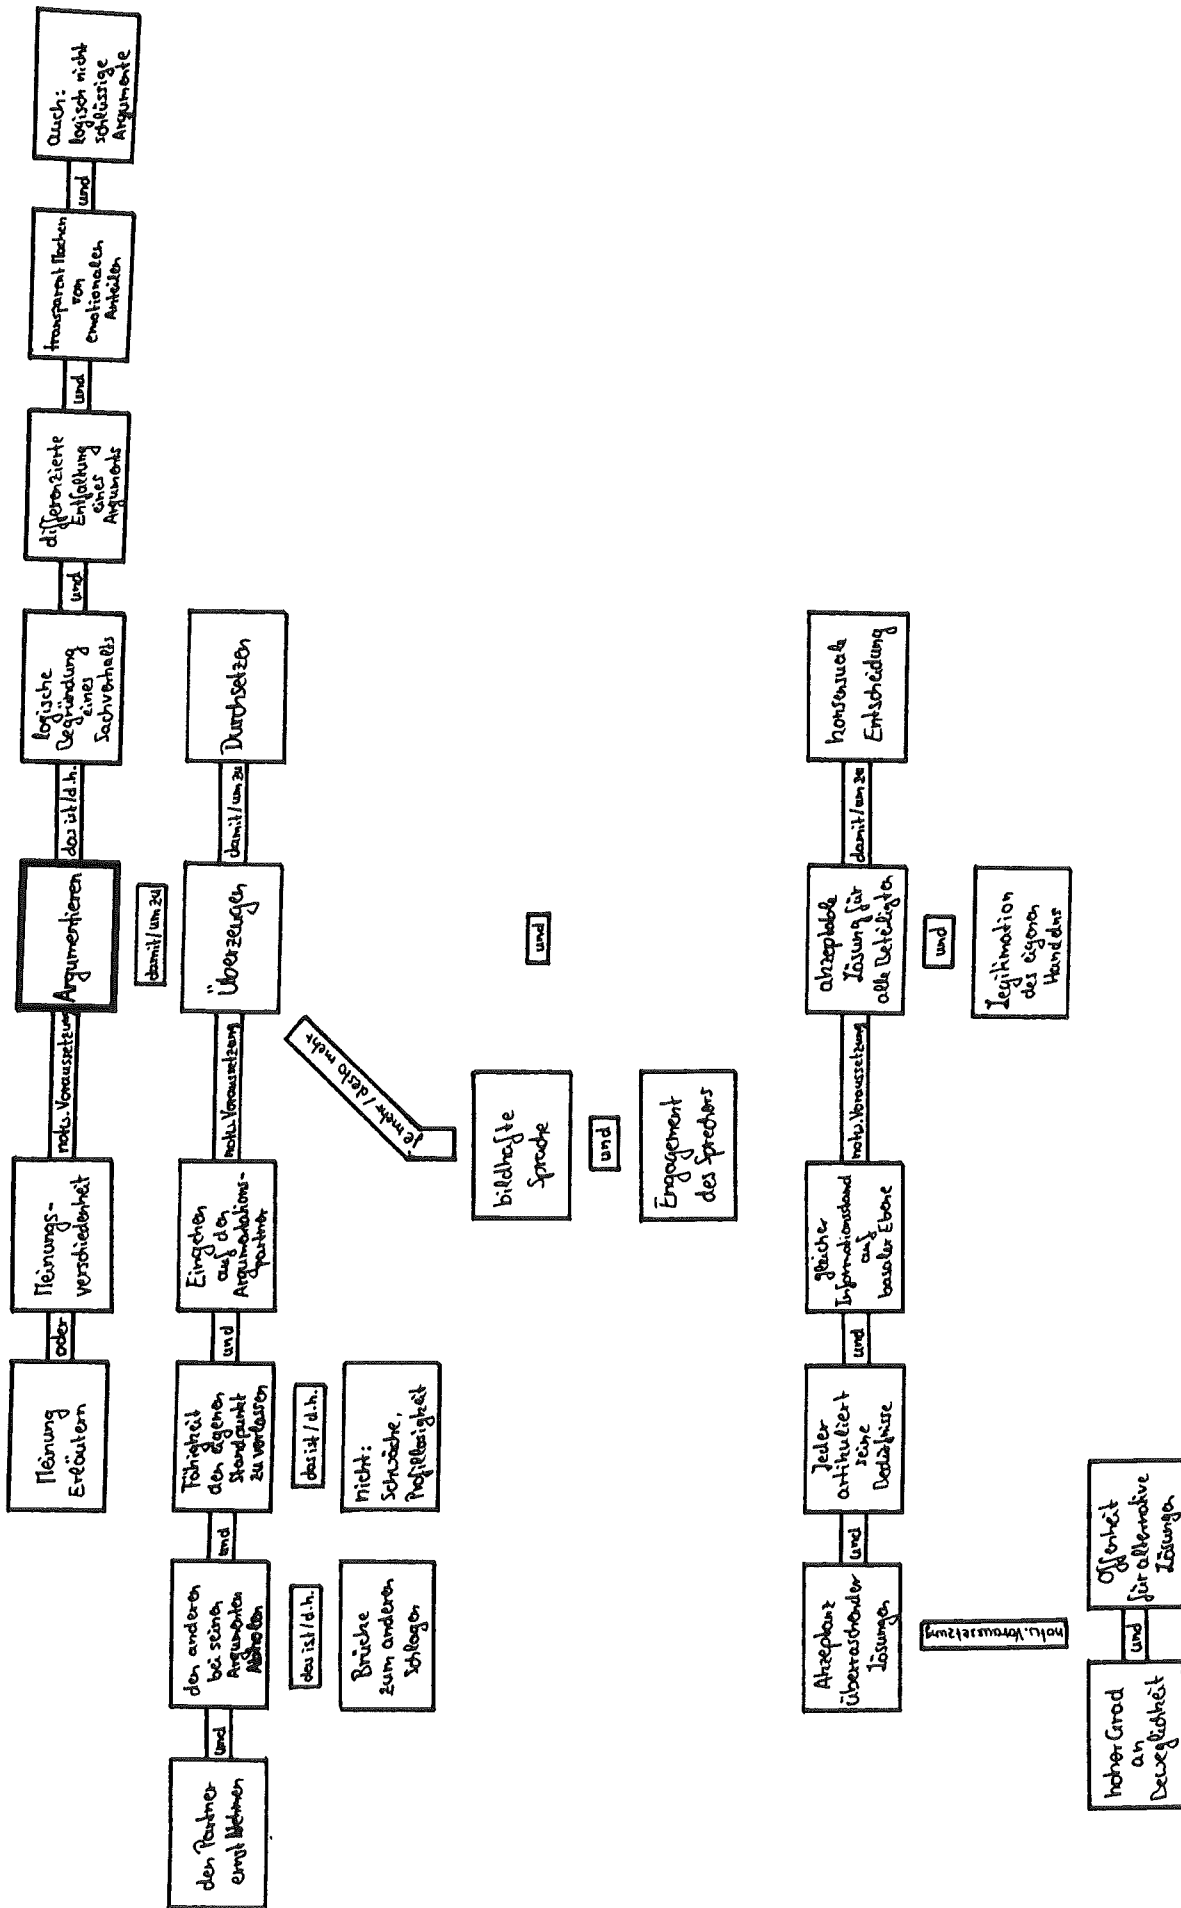 Meinung
Erläutern
oder
Meinungs-
verschiedenheit
notw. Voraussetzung
Argumentieren
das ist/d.h.
logische
Begründung
eines
Sachverhalts
und
differenzierte
Entfaltung
eines
Arguments
und
transparent Machen
von
emotionalen
Anteilen
und
auch:
logisch nicht
schlüssige
Argumente
damit/um zu
den Partner
ernst Nehmen
und
den anderen
bei seinen
Argumenten
Abholen
und
Fähigkeit
den eigenen
Standpunkt
zu verlassen
und
Eingehen
auf den
Argumentations-
partner
notw. Voraussetzung
Überzeugen
damit/um zu
Durchsetzen
das ist/d.h.
das ist/d.h.
je mehr/desto mehr
Brücke
zum anderen
Schlagen
nicht:
Schwäche,
Profillosigkeit
bildhafte
Sprache
und
und
Engagement
des Sprechers
Akzeptanz
überraschender
Lösungen
und
Jeder
artikuliert
seine
Bedürfnisse
und
gleicher
Informationsstand
auf
basaler Ebene
notw. Voraussetzung
akzeptable
Lösung für
alle Beteiligten
damit/um zu
konsensuale
Entscheidung
notw. Voraussetzung
und
Legitimation
des eigenen
Handelns
hoher Grad
an
Beweglichkeit
und
Offenheit
für alternative
Lösungen